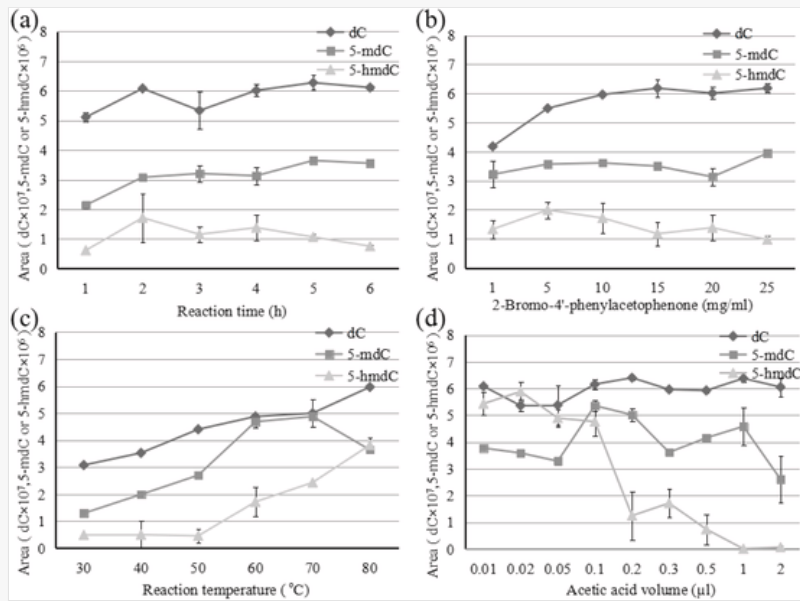 (a)
dC
5-mdC
5-hmdC
Area ( dC×10⁷,5-mdC or 5-hmdC×10⁶)
8
7
6
5
4
3
2
1
0
1 2 3 4 5 6
Reaction time (h)
(b)
dC
5-mdC
5-hmdC
Area ( dC×10⁷,5-mdC or 5-hmdC×10⁶)
8
7
6
5
4
3
2
1
0
1 5 10 15 20 25
2-Bromo-4'-phenylacetophenone (mg/ml)
(c)
dC
5-mdC
5-hmdC
Area ( dC×10⁷,5-mdC or 5-hmdC×10⁶)
8
7
6
5
4
3
2
1
0
30 40 50 60 70 80
Reaction temperature ( °C)
(d)
dC
5-mdC
5-hmdC
Area ( dC×10⁷,5-mdC or 5-hmdC×10⁶)
8
7
6
5
4
3
2
1
0
0.01 0.02 0.05 0.1 0.2 0.3 0.5 1 2
Acetic acid volume (µl)